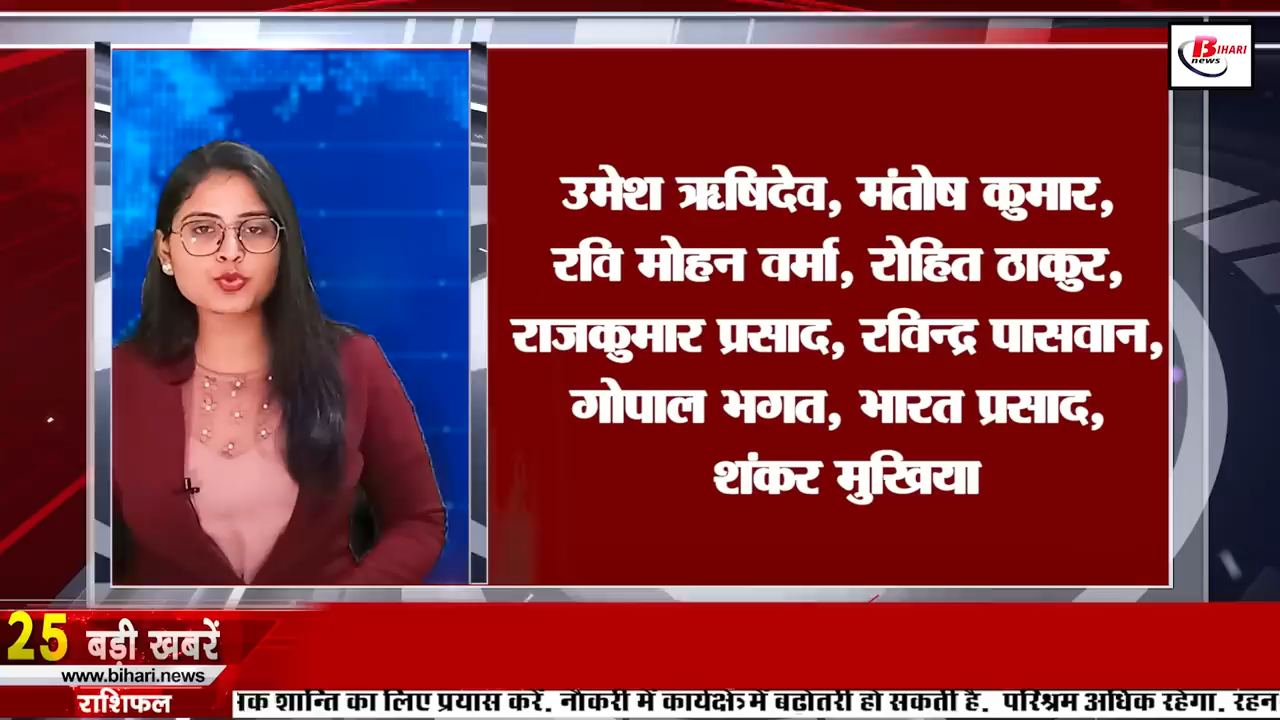 BIHARI
news
उमेश ऋषिदेव, मंतोष कुमार,
रवि मोहन वर्मा, रोहित ठाकुर,
राजकुमार प्रसाद, रविन्द्र पासवान,
गोपाल भगत, भारत प्रसाद,
शंकर मुखिया
25 बड़ी खबरें
www.bihari.news
राशिफल
शान्ति का लिए प्रयास करें. नौकरी में में बढोतरी हो सकती है. परिश्रम अधिक रहेगा. रहन